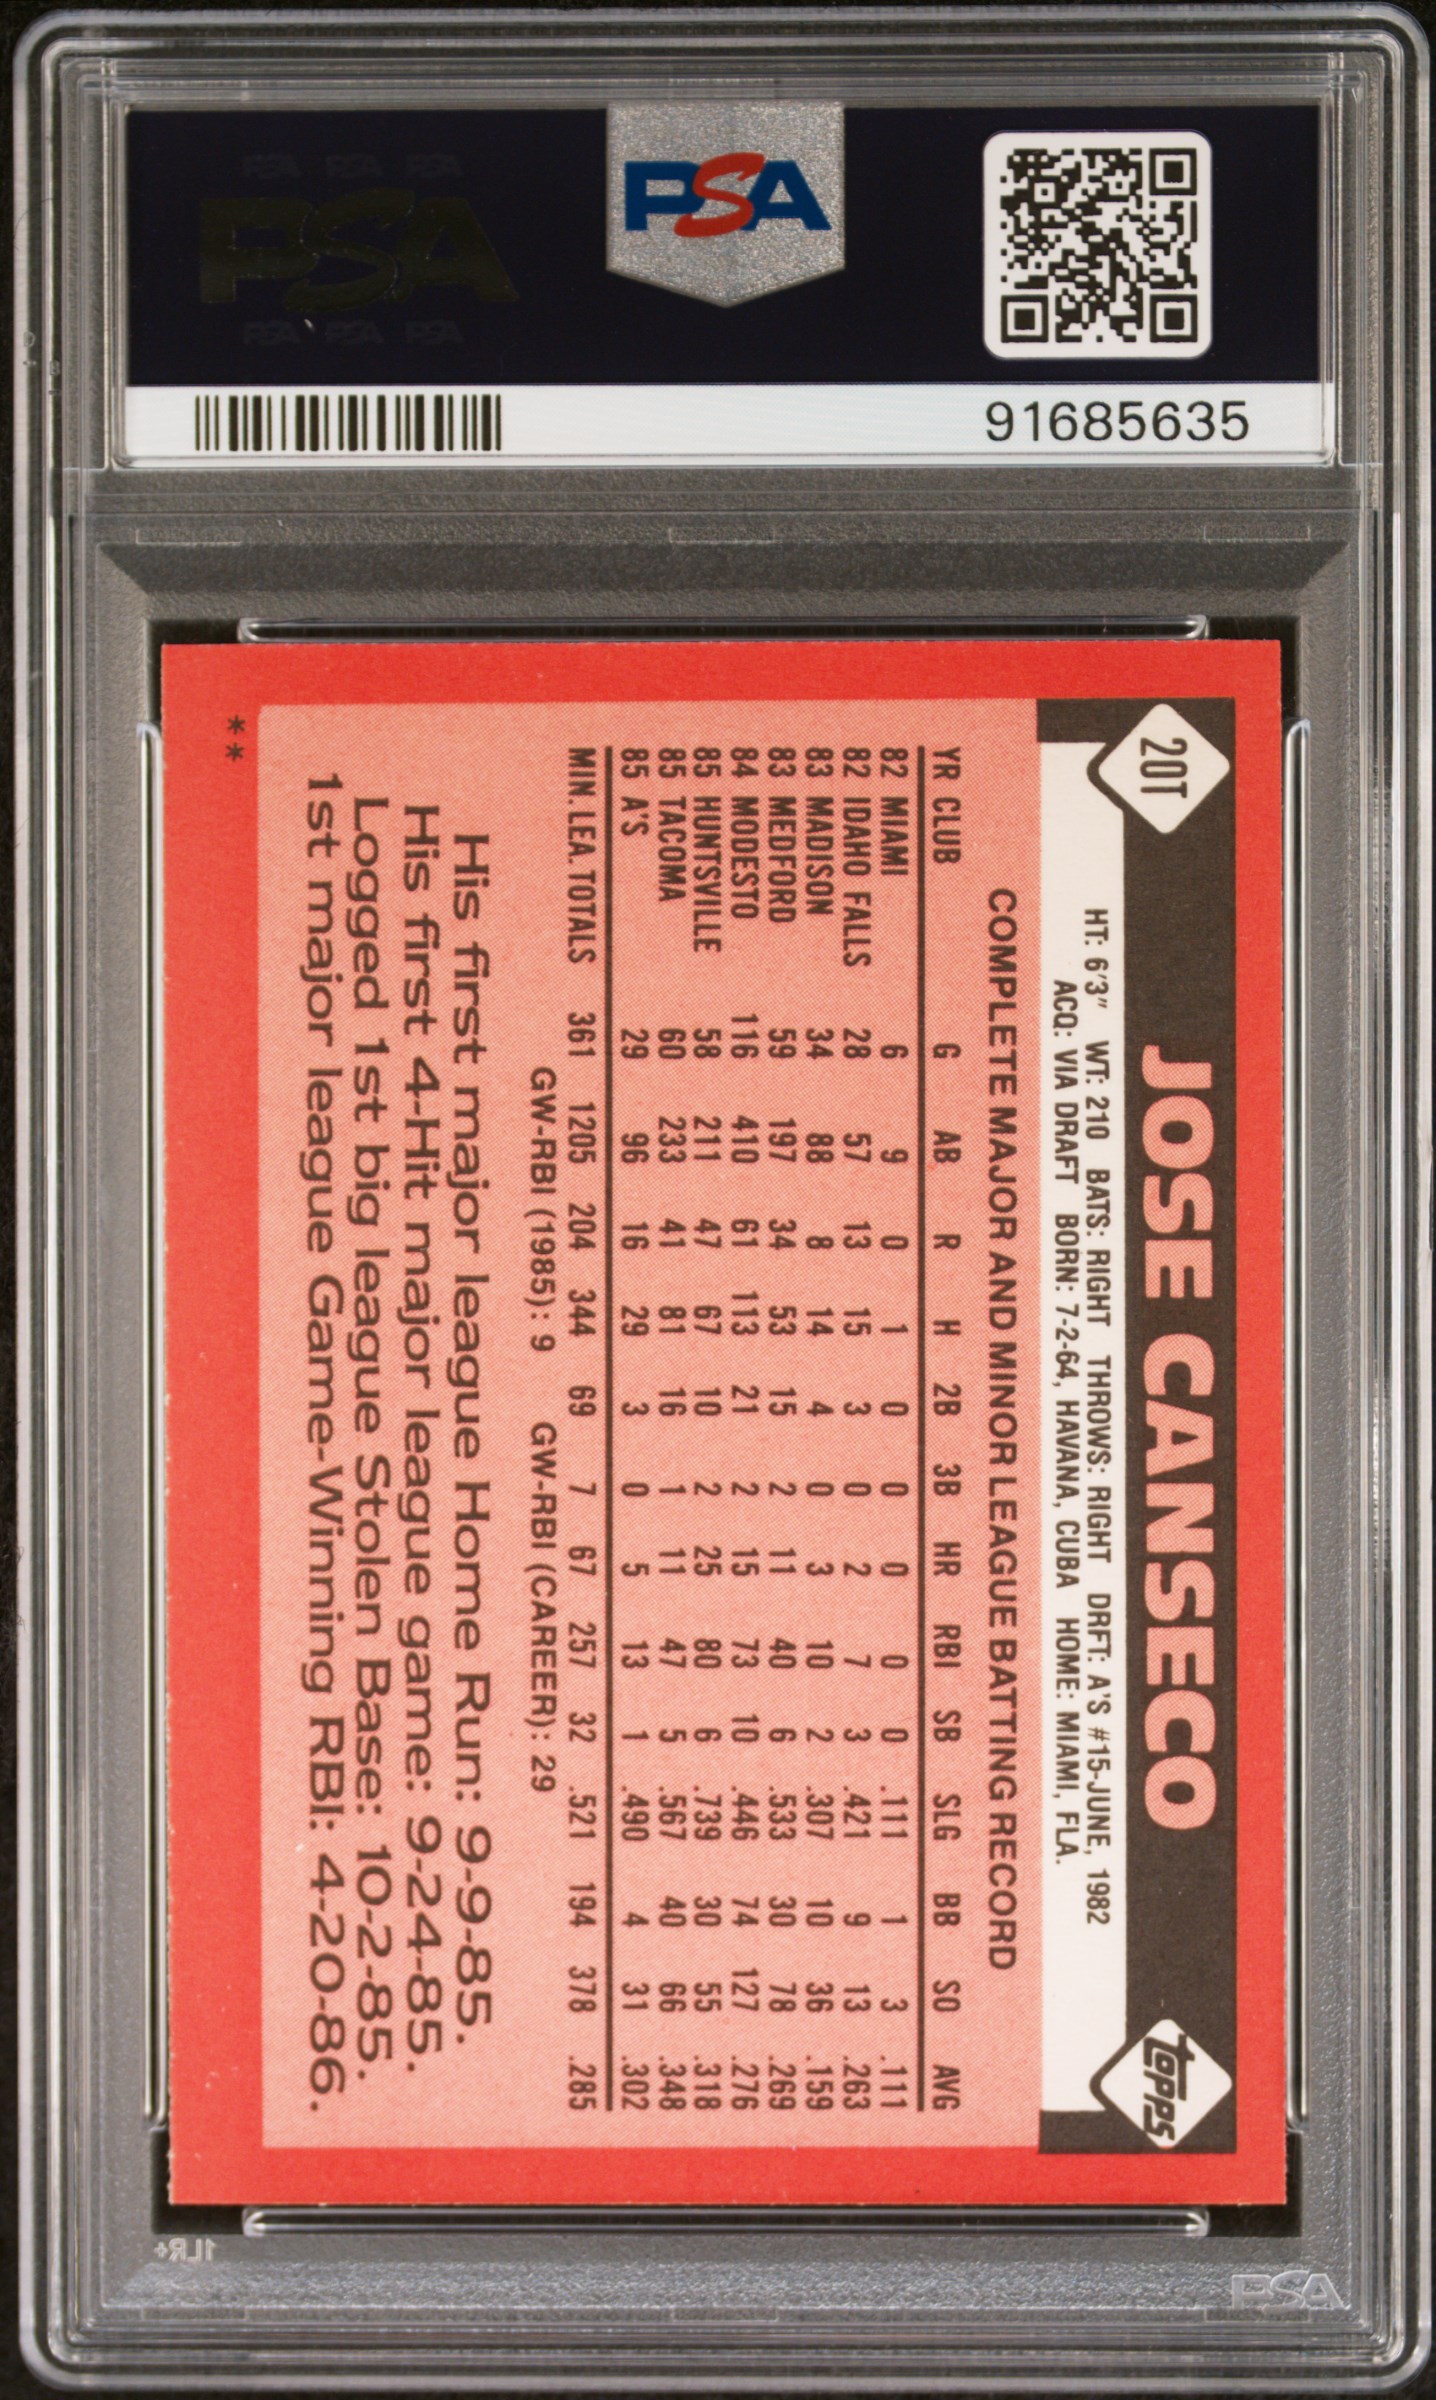 PSA PSA PSA
PSA
PSA PSA PSA
PSA
91685635
20T
JOSE CANSECO
topps
HT: 6'3" WT: 210 BATS: RIGHT THROWS: RIGHT DRFT: A'S #15-JUNE, 1982
ACQ: VIA DRAFT BORN: 7-2-64, HAVANA, CUBA HOME: MIAMI, FLA.
COMPLETE MAJOR AND MINOR LEAGUE BATTING RECORD
YR CLUB G AB R H 2B 3B HR RBI SB SLG BB SO AVG
82 MIAMI 6 9 0 1 0 0 0 0 0 .111 1 3 .111
82 IDAHO FALLS 28 57 13 15 3 0 2 7 3 .421 9 13 .263
83 MADISON 34 88 8 14 4 0 3 10 2 .307 10 36 .159
83 MEDFORD 59 197 34 53 15 2 11 40 6 .533 30 78 .269
84 MODESTO 116 410 61 113 21 2 15 73 10 .446 74 127 .276
85 HUNTSVILLE 58 211 47 67 10 2 25 80 6 .739 30 55 .318
85 TACOMA 60 233 41 81 16 1 11 47 5 .567 40 66 .348
85 A'S 29 96 16 29 3 0 5 13 1 .490 4 31 .302
MIN. LEA. TOTALS 361 1205 204 344 69 7 67 257 32 .521 194 378 .285
GW-RBI (1985): 9 GW-RBI (CAREER): 29
His first major league Home Run: 9-9-85.
His first 4-Hit major league game: 9-24-85.
Logged 1st big league Stolen Base: 10-2-85.
1st major league Game-Winning RBI: 4-20-86.
**
1LR+
PSA